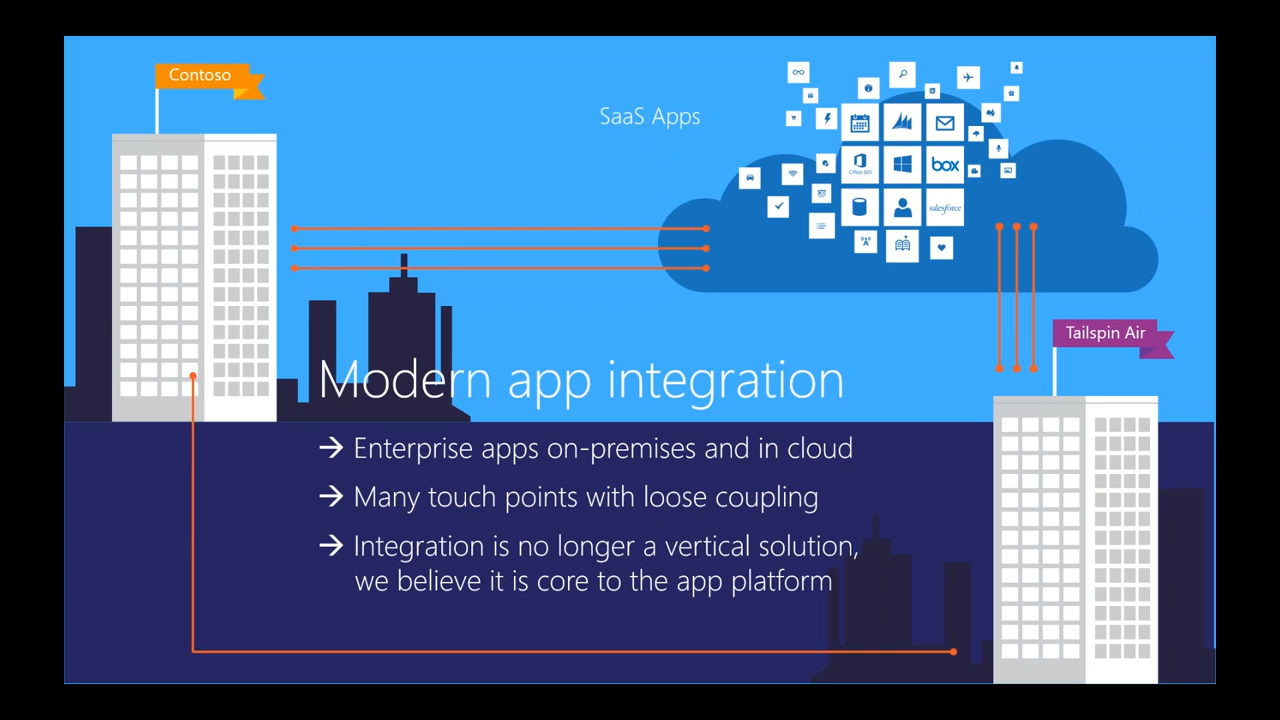 Contoso
SaaS Apps
Office 365
box
salesforce
Tailspin Air
Modern app integration
→ Enterprise apps on-premises and in cloud
→ Many touch points with loose coupling
→ Integration is no longer a vertical solution,
we believe it is core to the app platform